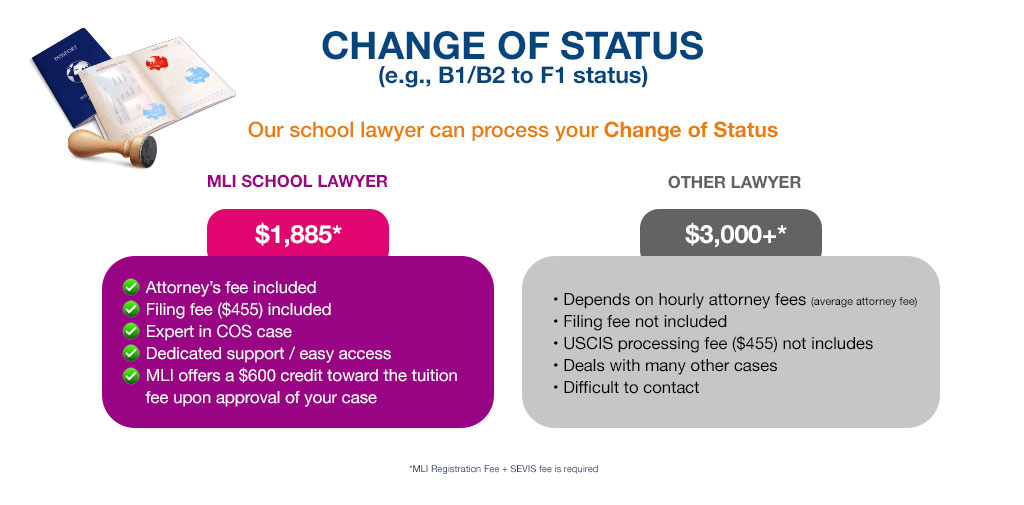 PASSPORT
CHANGE OF STATUS
(e.g., B1/B2 to F1 status)
Our school lawyer can process your Change of Status
MLI SCHOOL LAWYER
$1,885*
Attorney's fee included
Filing fee ($455) included
Expert in COS case
Dedicated support / easy access
MLI offers a $600 credit toward the tuition
fee upon approval of your case
OTHER LAWYER
$3,000+*
• Depends on hourly attorney fees (average attorney fee)
• Filing fee not included
• USCIS processing fee ($455) not includes
• Deals with many other cases
• Difficult to contact
*MLI Registration Fee + SEVIS fee is required